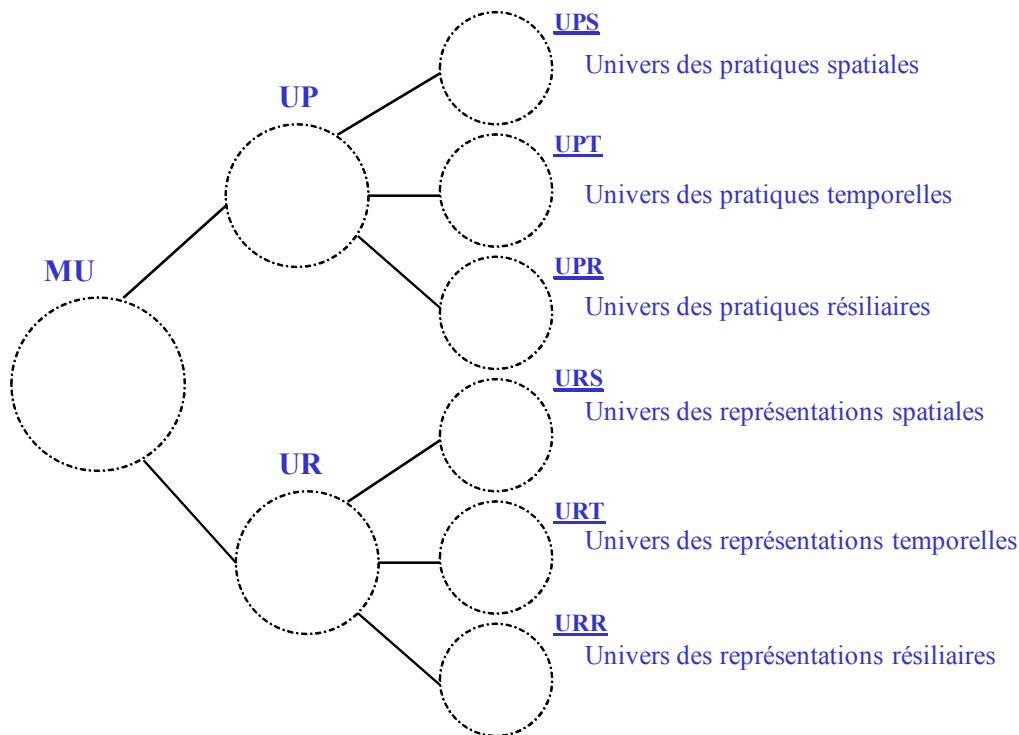 UPS
Univers des pratiques spatiales
UP
UPT
Univers des pratiques temporelles
MU
UPR
Univers des pratiques résiliaires
URS
Univers des représentations spatiales
UR
URT
Univers des représentations temporelles
URR
Univers des représentations résiliaires